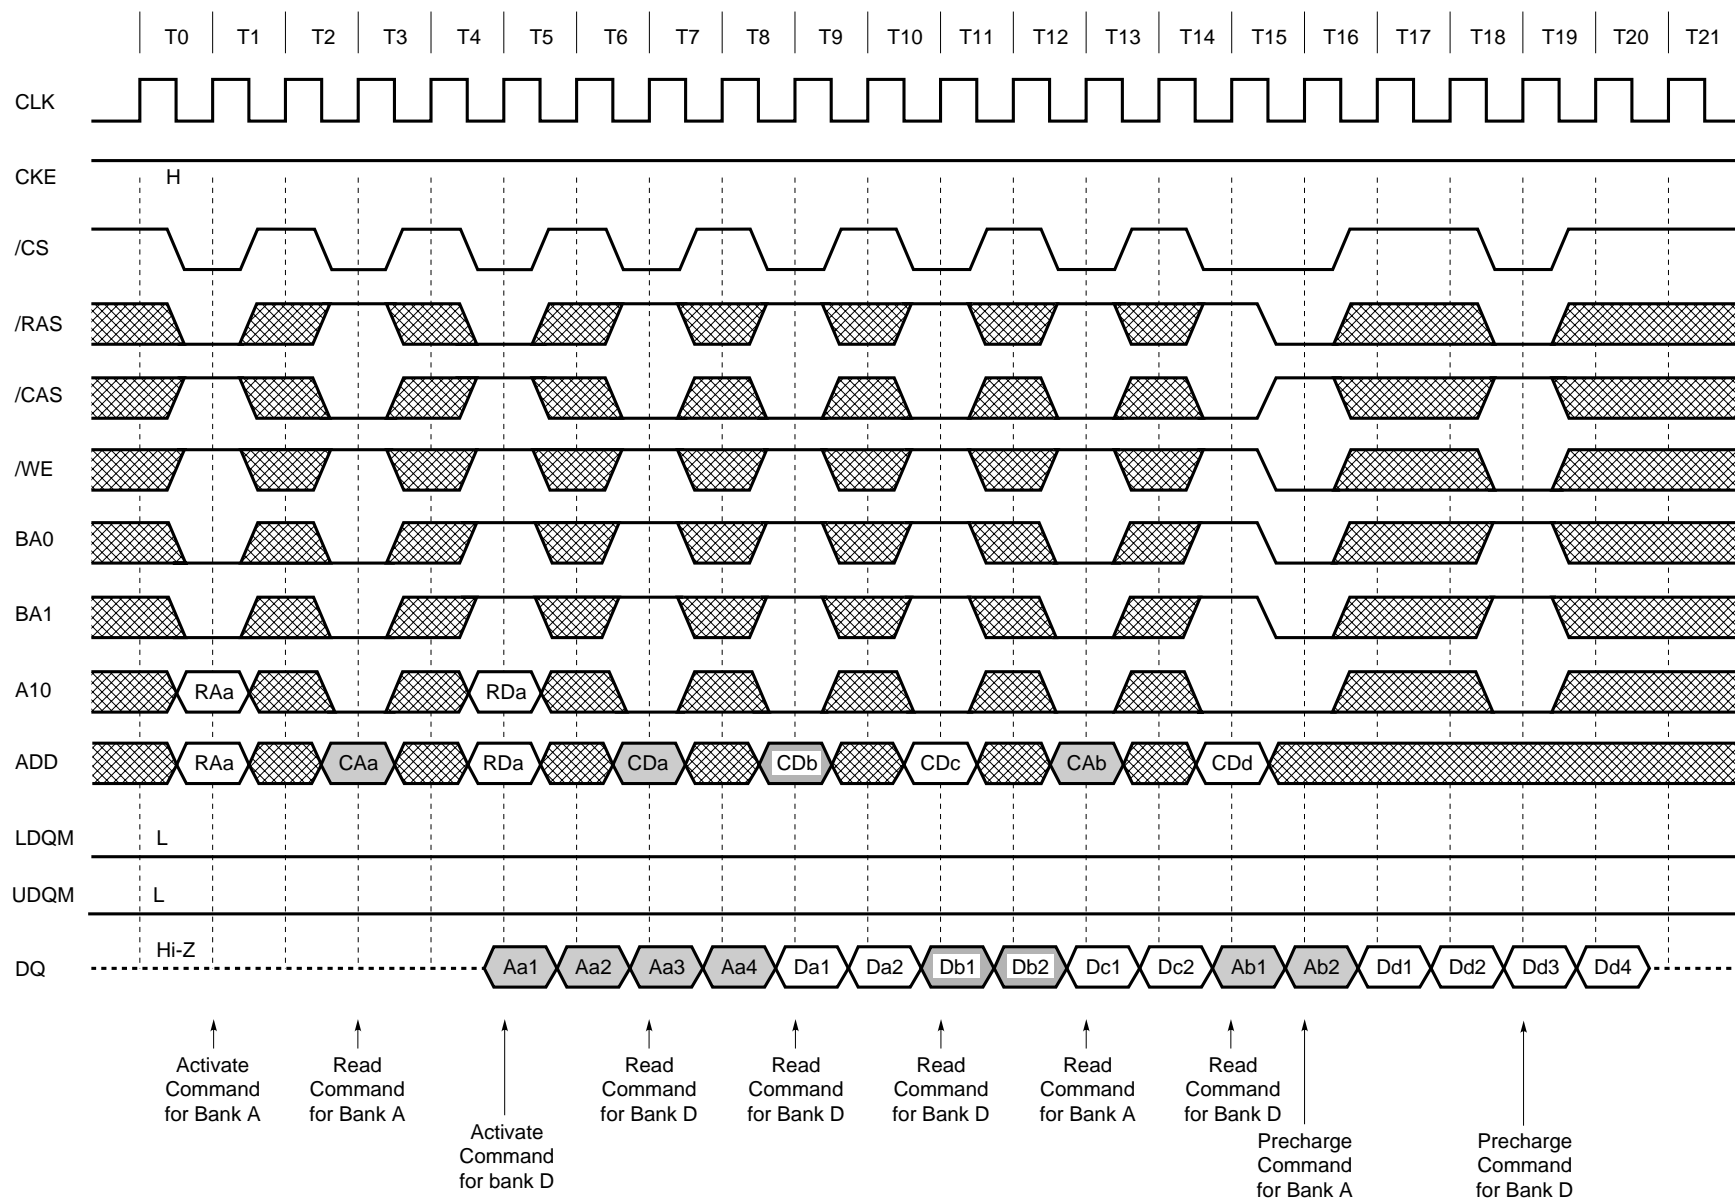 T0 T1 T2 T3 T4 T5 T6 T7 T8 T9 T10 T11 T12 T13 T14 T15 T16 T17 T18 T19 T20 T21
CLK
CKE H
/CS
/RAS
/CAS
/WE
BA0
BA1
A10 RAa RDa
ADD RAa CAa RDa CDa CDb CDc CAb CDd
LDQM L
UDQM L
DQ Hi-Z Aa1 Aa2 Aa3 Aa4 Da1 Da2 Db1 Db2 Dc1 Dc2 Ab1 Ab2 Dd1 Dd2 Dd3 Dd4
Activate
Command
for Bank A
Read
Command
for Bank A
Activate
Command
for bank D
Read
Command
for Bank D
Read
Command
for Bank D
Read
Command
for Bank D
Read
Command
for Bank A
Read
Command
for Bank D
Precharge
Command
for Bank A
Precharge
Command
for Bank D